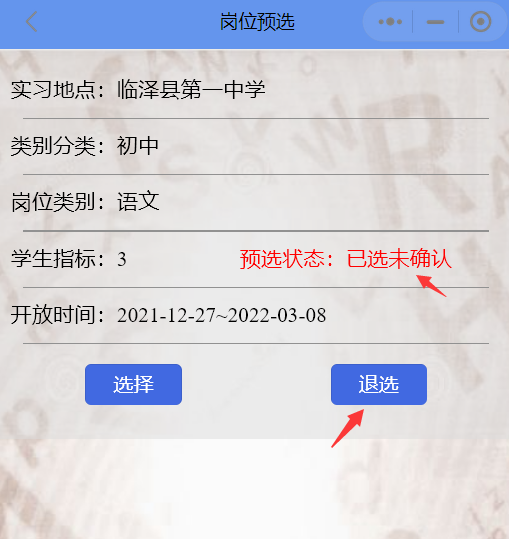 岗位预选
实习地点：临泽县第一中学
类别分类：初中
岗位类别：语文
学生指标：3 预选状态：已选未确认
开放时间：2021-12-27~2022-03-08
选择 退选